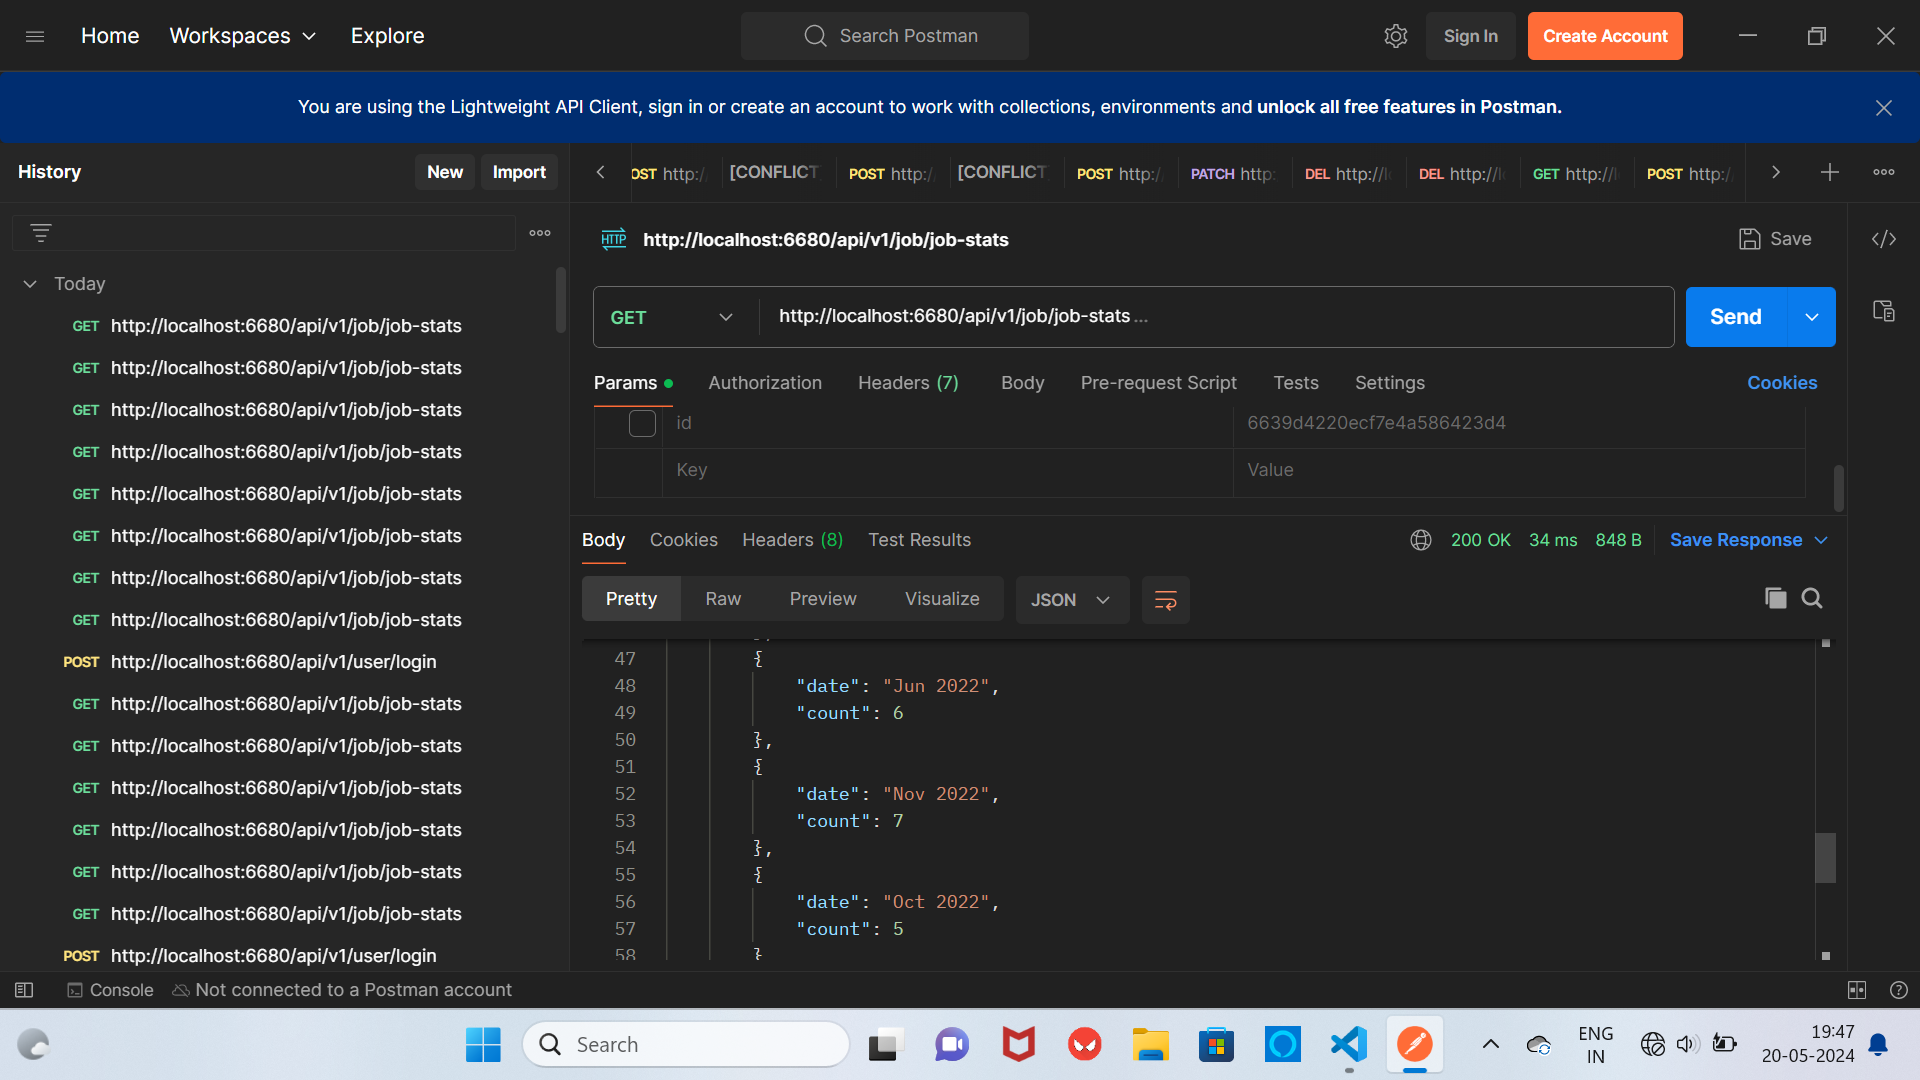 Home Workspaces Explore Search Postman Sign In Create Account
You are using the Lightweight API Client, sign in or create an account to work with collections, environments and unlock all free features in Postman.
History New Import
OST http:/ [CONFLICT POST http:/ [CONFLICT POST http:/ PATCH http: DEL http://l DEL http://l GET http://l POST http:/
http://localhost:6680/api/v1/job/job-stats Save
Today
GET http://localhost:6680/api/v1/job/job-stats
GET http://localhost:6680/api/v1/job/job-stats
GET http://localhost:6680/api/v1/job/job-stats
GET http://localhost:6680/api/v1/job/job-stats
GET http://localhost:6680/api/v1/job/job-stats
GET http://localhost:6680/api/v1/job/job-stats
GET http://localhost:6680/api/v1/job/job-stats
GET http://localhost:6680/api/v1/job/job-stats
POST http://localhost:6680/api/v1/user/login
GET http://localhost:6680/api/v1/job/job-stats
GET http://localhost:6680/api/v1/job/job-stats
GET http://localhost:6680/api/v1/job/job-stats
GET http://localhost:6680/api/v1/job/job-stats
GET http://localhost:6680/api/v1/job/job-stats
GET http://localhost:6680/api/v1/job/job-stats
POST http://localhost:6680/api/v1/user/login
HTTP
GET http://localhost:6680/api/v1/job/job-stats ... Send
Params Authorization Headers (7) Body Pre-request Script Tests Settings Cookies
id 6639d4220ecf7e4a586423d4
Key Value
Body Cookies Headers (8) Test Results 200 OK 34 ms 848 B Save Response
Pretty Raw Preview Visualize JSON
47 {
48 "date": "Jun 2022",
49 "count": 6
50 },
51 {
52 "date": "Nov 2022",
53 "count": 7
54 },
55 {
56 "date": "Oct 2022",
57 "count": 5
58 }
Console Not connected to a Postman account
Search
ENG
IN
19:47
20-05-2024